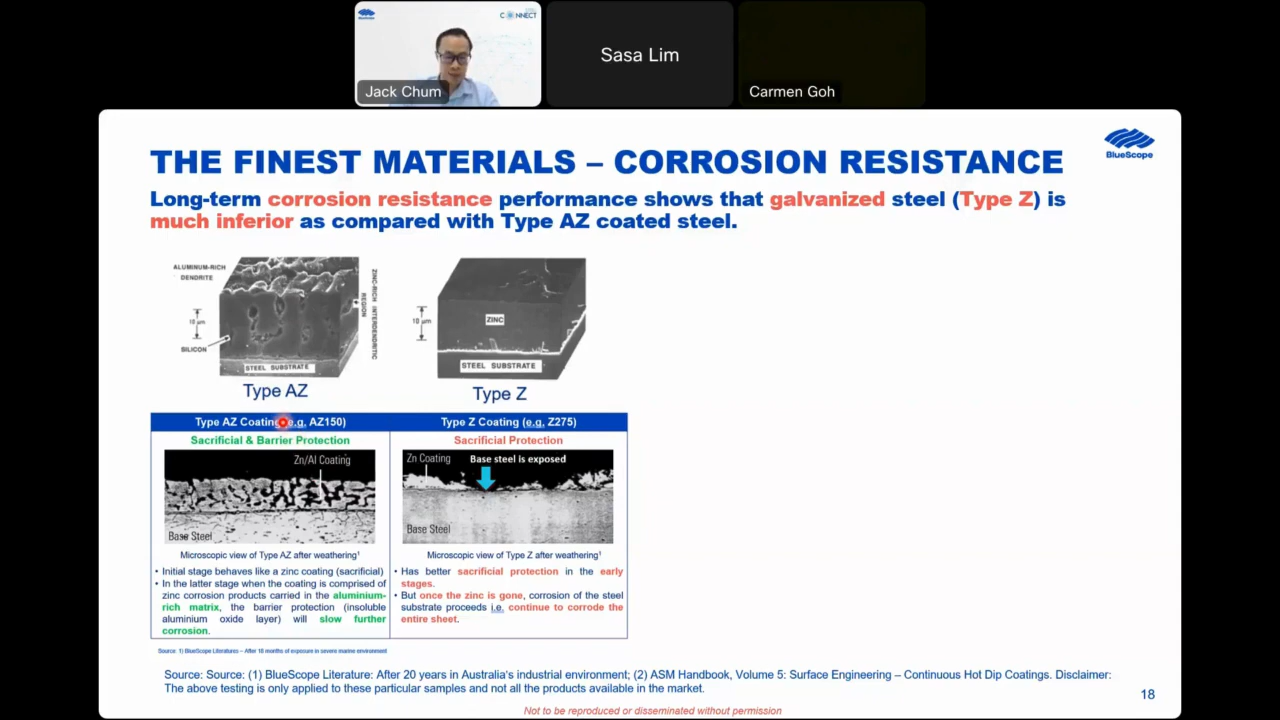 BlueScope
CONNECT
Jack Chum
Sasa Lim
Carmen Goh
THE FINEST MATERIALS – CORROSION RESISTANCE
BlueScope
Long-term corrosion resistance performance shows that galvanized steel (Type Z) is
much inferior as compared with Type AZ coated steel.
ALUMINUM-RICH
DENDRITE
10 µm
SILICON
STEEL SUBSTRATE
ZINC-RICH INTERDENDRITIC
REGION
Type AZ
10 µm
ZINC
STEEL SUBSTRATE
Type Z
Type AZ Coating (e.g. AZ150)
Sacrificial & Barrier Protection
Zn/Al Coating
Base Steel
Microscopic view of Type AZ after weathering¹
• Initial stage behaves like a zinc coating (sacrificial)
• In the latter stage when the coating is comprised of
zinc corrosion products carried in the aluminium-
rich matrix, the barrier protection (insoluble
aluminium oxide layer) will slow further
corrosion.
Type Z Coating (e.g. Z275)
Sacrificial Protection
Zn Coating
Base steel is exposed
Base Steel
Microscopic view of Type Z after weathering¹
• Has better sacrificial protection in the early
stages.
• But once the zinc is gone, corrosion of the steel
substrate proceeds i.e. continue to corrode the
entire sheet.
Source: 1) BlueScope Literatures – After 18 months of exposure in severe marine environment
Source: Source: (1) BlueScope Literature: After 20 years in Australia's industrial environment; (2) ASM Handbook, Volume 5: Surface Engineering – Continuous Hot Dip Coatings. Disclaimer:
The above testing is only applied to these particular samples and not all the products available in the market.
18
Not to be reproduced or disseminated without permission